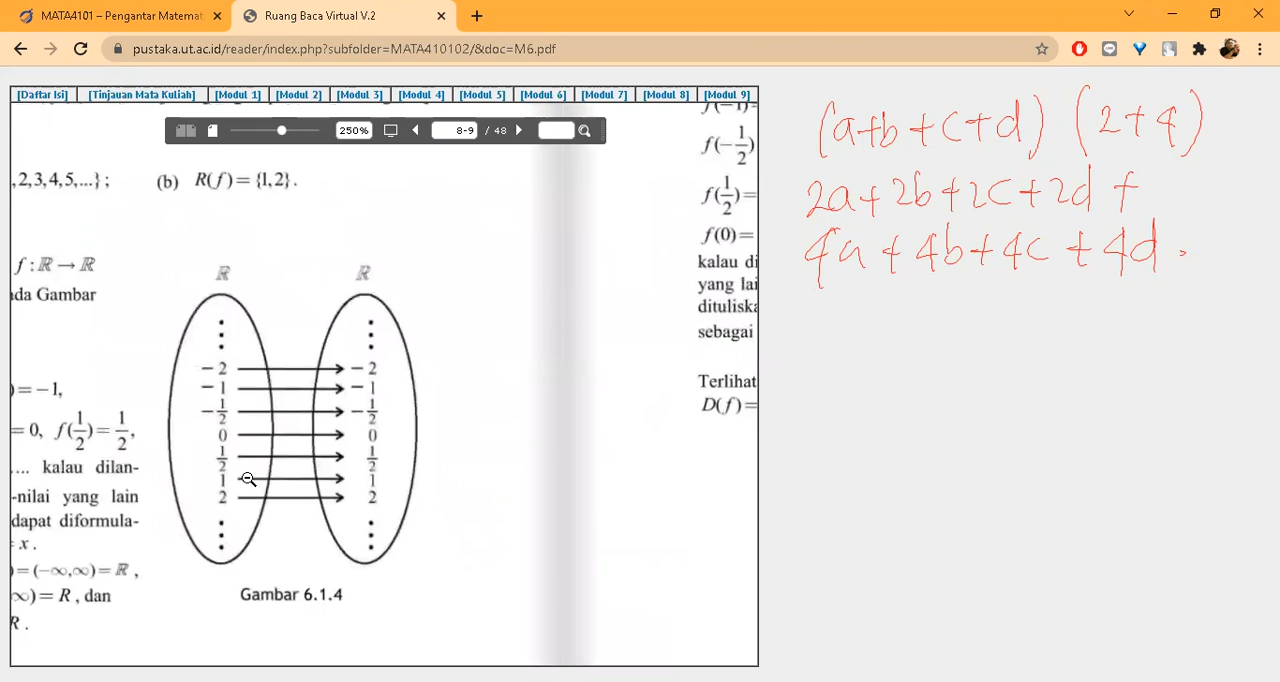 MATA4101 – Pengantar Matemat
Ruang Baca Virtual V.2
pustaka.ut.ac.id/reader/index.php?subfolder=MATA410102/&doc=M6.pdf
[Daftar Isi] [Tinjauan Mata Kuliah] [Modul 1] [Modul 2] [Modul 3] [Modul 4] [Modul 5] [Modul 6] [Modul 7] [Modul 8] [Modul 9]
250% 8-9 / 48
,2,3,4,5,...} ;
(b) R(f) = {1,2}.
f : ℝ → ℝ
da Gambar
) = −1,
= 0, f(1/2) = 1/2,
.... kalau dilan-
-nilai yang lain
dapat diformula-
x .
) = (−∞,∞) = ℝ ,
∞) = R , dan
R .
ℝ ℝ
− 2 − 2
− 1 − 1
− 1/2 − 1/2
0 0
1/2 1/2
1 1
2 2
Gambar 6.1.4
f(−1)=
f(−1/2)
f(1/2)=
f(0)=
kalau di
yang lai
dituliska
sebagai
Terlihat
D(f)=
(a+b+c+d) (2+4)
2a+2b+2c+2d+
4a+4b+4c+4d.